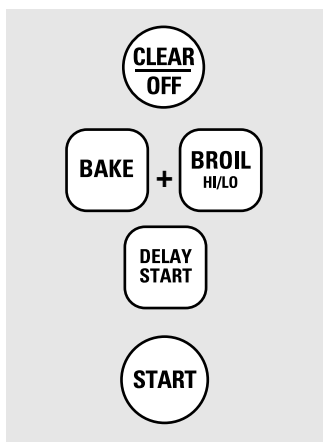 CLEAR
OFF
BAKE + BROIL
HI/LO
DELAY
START
START